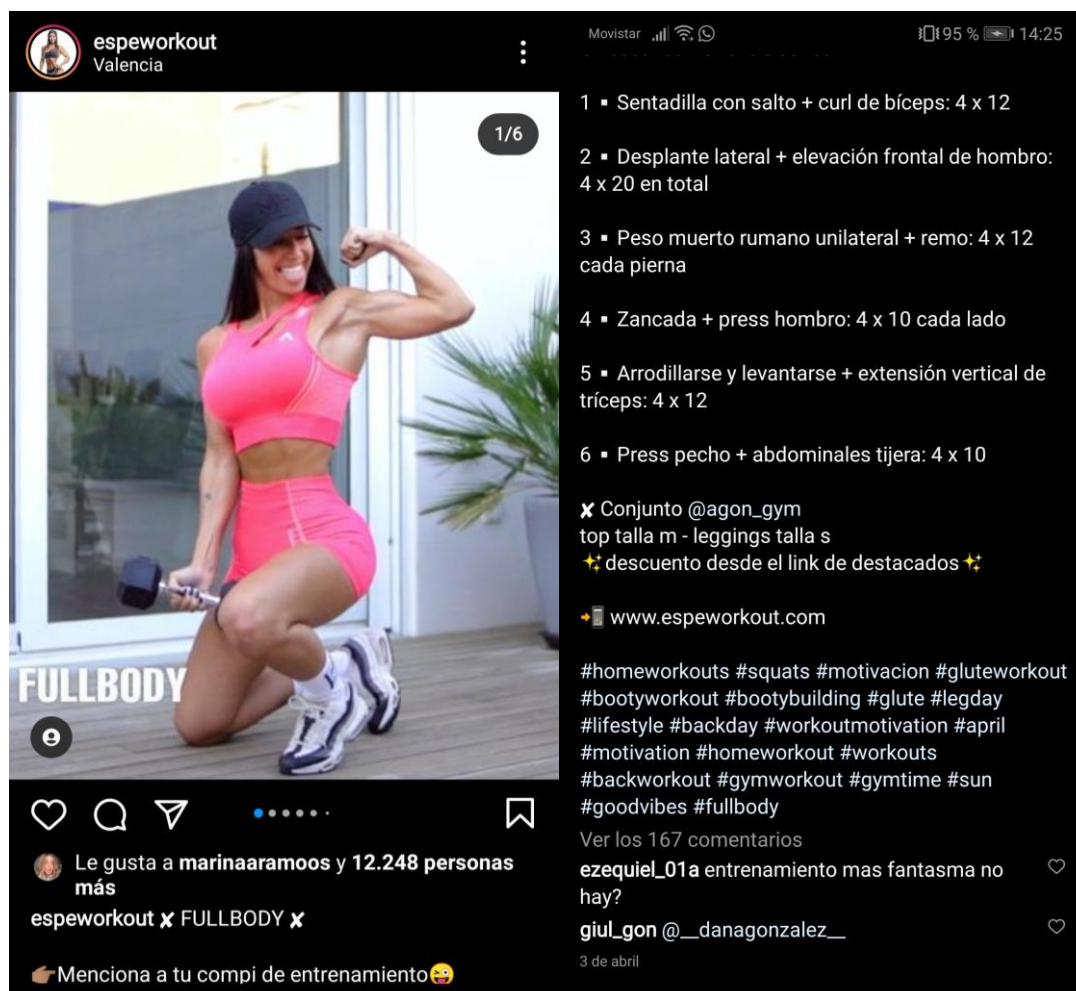 espeworkout
Valencia
1/6
FULLBODY
Le gusta a marinaaramoos y 12.248 personas
más
espeworkout ✘ FULLBODY ✘
👉🏽Menciona a tu compi de entrenamiento😜
Movistar 95 % 14:25
1 ▪ Sentadilla con salto + curl de bíceps: 4 x 12
2 ▪ Desplante lateral + elevación frontal de hombro:
4 x 20 en total
3 ▪ Peso muerto rumano unilateral + remo: 4 x 12
cada pierna
4 ▪ Zancada + press hombro: 4 x 10 cada lado
5 ▪ Arrodillarse y levantarse + extensión vertical de
tríceps: 4 x 12
6 ▪ Press pecho + abdominales tijera: 4 x 10
✘ Conjunto @agon_gym
top talla m - leggings talla s
✨descuento desde el link de destacados✨
📲 www.espeworkout.com
#homeworkouts #squats #motivacion #gluteworkout
#bootyworkout #bootybuilding #glute #legday
#lifestyle #backday #workoutmotivation #april
#motivation #homeworkout #workouts
#backworkout #gymworkout #gymtime #sun
#goodvibes #fullbody
Ver los 167 comentarios
ezequiel_01a entrenamiento mas fantasma no
hay?
giul_gon @__danagonzalez__
3 de abril